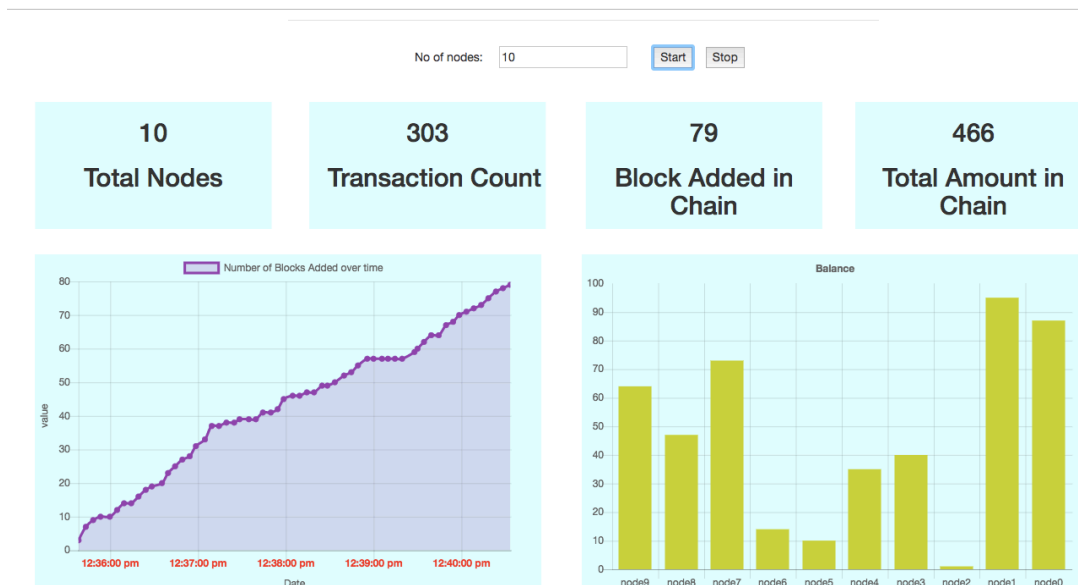 No of nodes: 10 Start Stop
10
Total Nodes
303
Transaction Count
79
Block Added in
Chain
466
Total Amount in
Chain
Number of Blocks Added over time
80
70
60
50
40
30
20
10
0
value
12:36:00 pm 12:37:00 pm 12:38:00 pm 12:39:00 pm 12:40:00 pm
Date
Balance
100
90
80
70
60
50
40
30
20
10
0
node9 node8 node7 node6 node5 node4 node3 node2 node1 node0